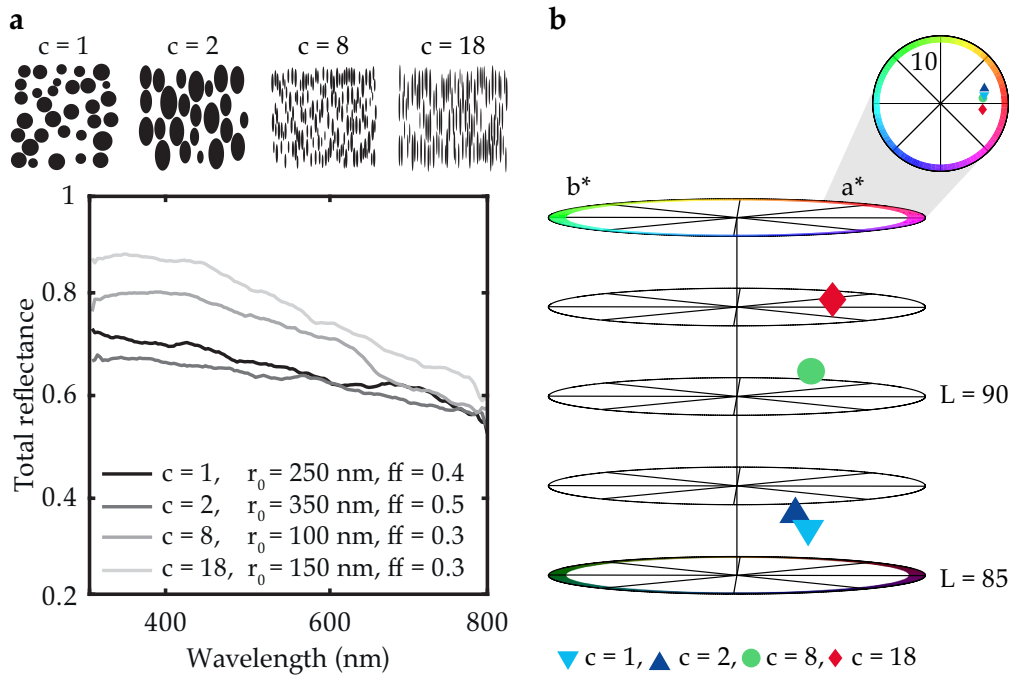 a
c = 1 c = 2 c = 8 c = 18
1
0.8
0.6
0.4
0.2
Total reflectance
c = 1, r₀ = 250 nm, ff = 0.4
c = 2, r₀ = 350 nm, ff = 0.5
c = 8, r₀ = 100 nm, ff = 0.3
c = 18, r₀ = 150 nm, ff = 0.3
400 600 800
Wavelength (nm)
b
10
b* a*
L = 90
L = 85
c = 1, c = 2, c = 8, c = 18